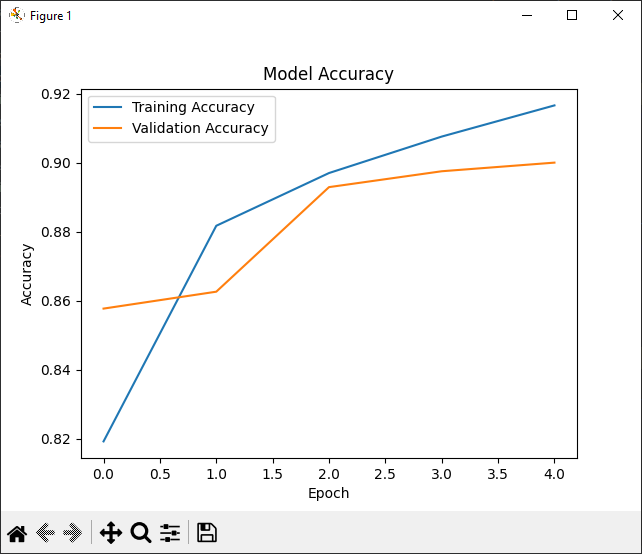 Figure 1
Model Accuracy
Training Accuracy
Validation Accuracy
0.92
0.90
0.88
0.86
0.84
0.82
Accuracy
0.0 0.5 1.0 1.5 2.0 2.5 3.0 3.5 4.0
Epoch